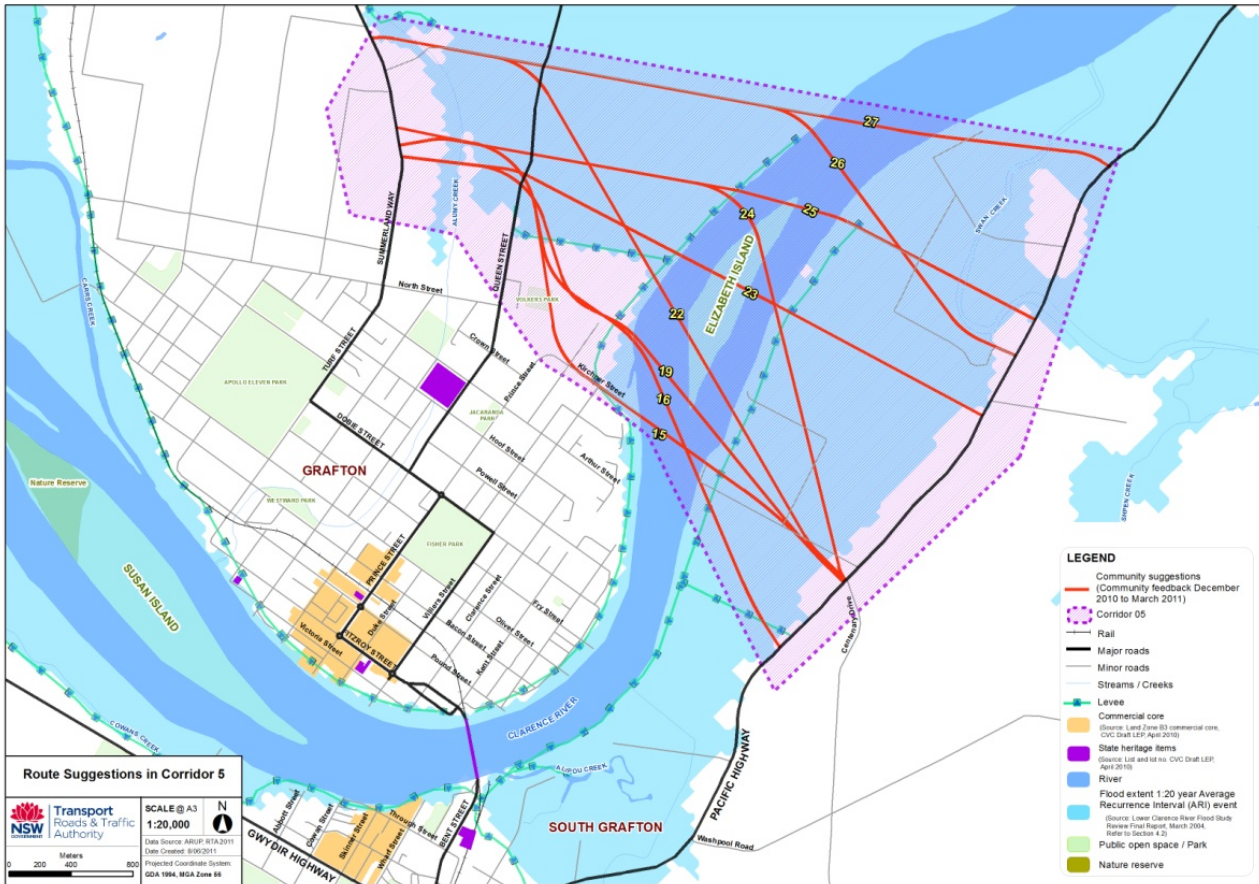 27
26
25
24
23
22
19
16
15
SUMMERLAND WAY
ALUMY CREEK
QUEEN STREET
SWAN CREEK
ELIZABETH ISLAND
CARRS CREEK
North Street
VOLKERS PARK
TURF STREET
Crown Street
Prince Street
Kirchner Street
APOLLO ELEVEN PARK
JACARANDA PARK
DOBIE STREET
Hoof Street
Arthur Street
GRAFTON
Powell Street
Nature Reserve
WESTWARD PARK
FISHER PARK
PRINCE STREET
SUSAN ISLAND
Villiers Street
Clarence Street
Fry Street
Duke Street
Oliver Street
Bacon Street
Kent Street
Victoria Street
FITZROY STREET
Pound Street
Centenary Drive
CLARENCE RIVER
COWANS CREEK
ALIPOU CREEK
PACIFIC HIGHWAY
Abbott Street
Cowan Street
Skinner Street
Through Street
Wharf Street
BENT STREET
SOUTH GRAFTON
Washpool Road
GWYDIR HIGHWAY
Route Suggestions in Corridor 5
NSW
GOVERNMENT
Transport
Roads & Traffic
Authority
Meters
0 400 800
SCALE @ A3
1:20,000
N
Data Source: ARUP, RTA 2011
Date Created: 8/06/2011
Projected Coordinate System:
GDA 1994, MGA Zone 56
LEGEND
Community suggestions
(Community feedback December
2010 to March 2011)
Corridor 05
Rail
Major roads
Minor roads
Streams / Creeks
Levee
Commercial core
(Source: Land Zone B3 commercial core,
CVC Draft LEP, April 2010)
State heritage items
(Source: List and lot no. CVC Draft LEP,
April 2010)
River
Flood extent 1:20 year Average
Recurrence Interval (ARI) event
(Source: Lower Clarence River Flood Study
Review Final Report, March 2004,
Refer to Section 4.2)
Public open space / Park
Nature reserve